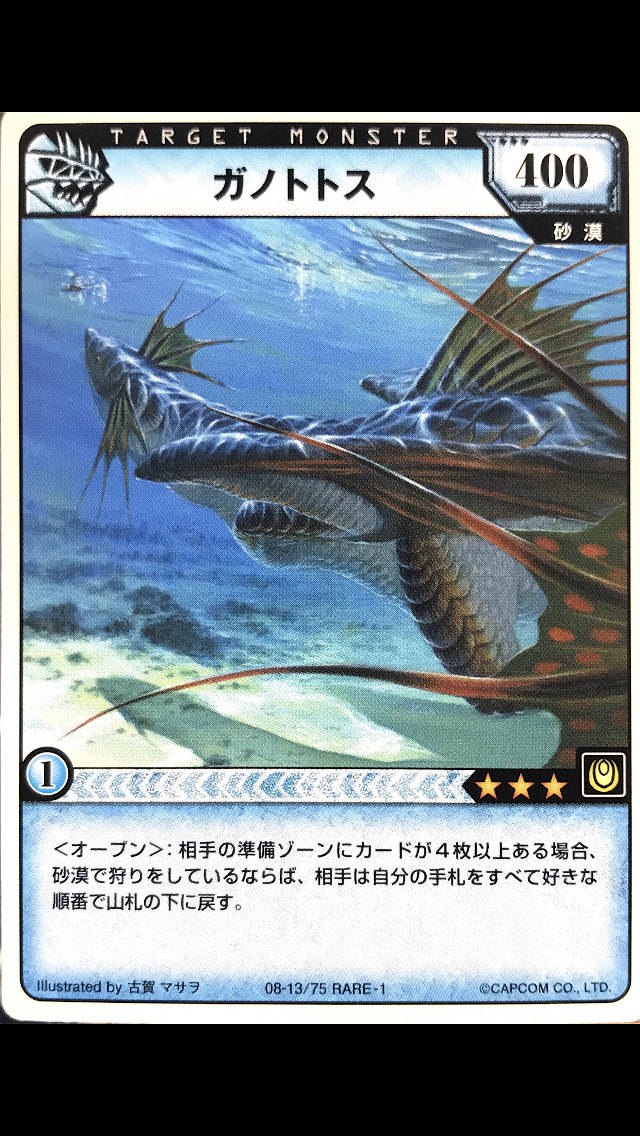 TARGET MONSTER
ガノトトス
400
砂漠
1
<オープン>：相手の準備ゾーンにカードが４枚以上ある場合、
砂漠で狩りをしているならば、相手は自分の手札をすべて好きな
順番で山札の下に戻す。
Illustrated by 古賀 マサヲ 08-13/75 RARE-1 ©CAPCOM CO., LTD.